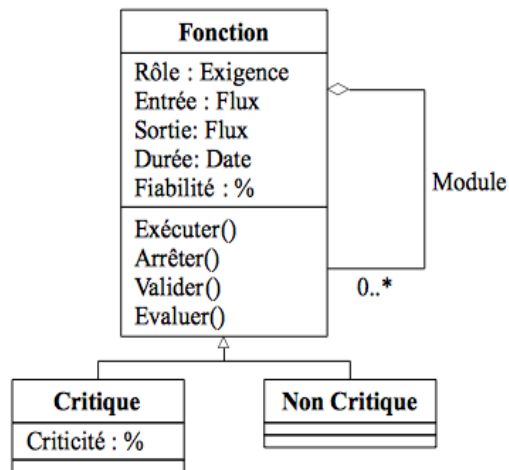 Fonction
Rôle : Exigence
Entrée : Flux
Sortie: Flux
Durée: Date
Fiabilité : %
Module
Exécuter()
Arrêter()
Valider()
Evaluer()
0..*
Critique
Criticité : %
Non Critique